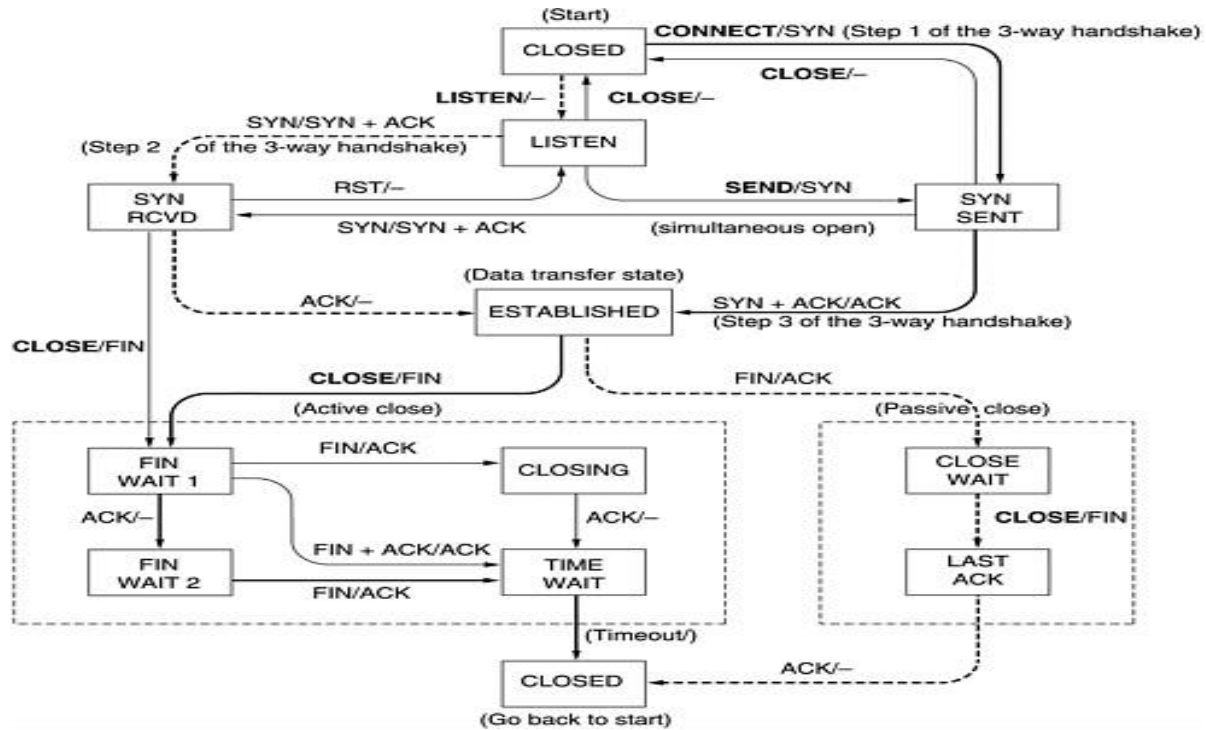 (Start)
CLOSED
CONNECT/SYN (Step 1 of the 3-way handshake)
CLOSE/–
LISTEN/–
CLOSE/–
SYN/SYN + ACK
(Step 2 of the 3-way handshake)
LISTEN
SYN
RCVD
RST/–
SEND/SYN
SYN
SENT
SYN/SYN + ACK
(simultaneous open)
(Data transfer state)
ESTABLISHED
ACK/–
SYN + ACK/ACK
(Step 3 of the 3-way handshake)
CLOSE/FIN
CLOSE/FIN
FIN/ACK
(Active close)
(Passive close)
FIN
WAIT 1
FIN/ACK
CLOSING
CLOSE
WAIT
ACK/–
ACK/–
CLOSE/FIN
FIN + ACK/ACK
FIN
WAIT 2
FIN/ACK
TIME
WAIT
LAST
ACK
(Timeout/)
CLOSED
ACK/–
(Go back to start)